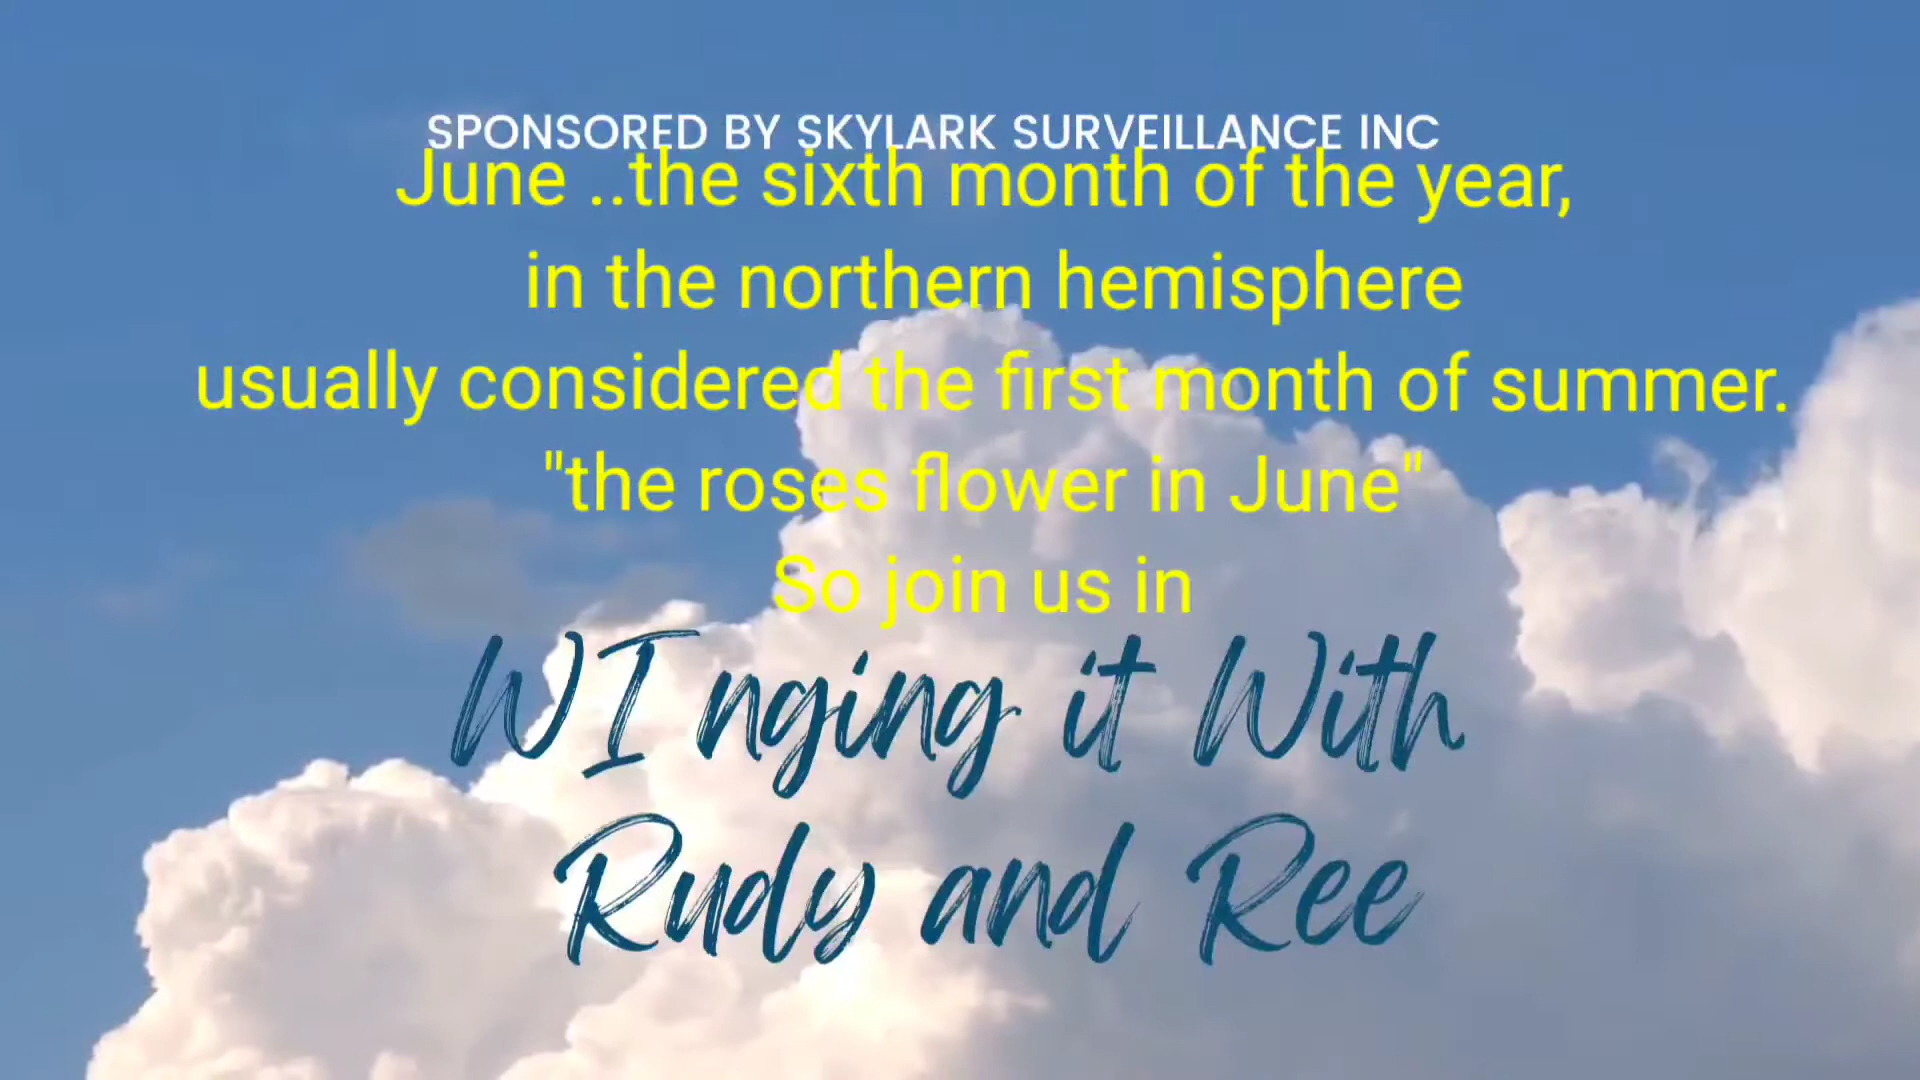 SPONSORED BY SKYLARK SURVEILLANCE INC
June ..the sixth month of the year,
in the northern hemisphere
usually considered the first month of summer.
"the roses flower in June"
So join us in
WInging it With
Rudy and Ree